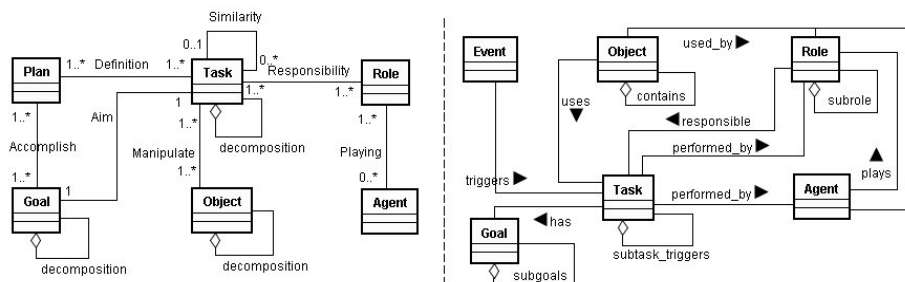 Similarity
0..1
0..*
Plan
1..*
Definition
1..*
Task
Responsibility
1..*
1..*
Role
1..*
1
1..*
Aim
decomposition
1..*
Accomplish
Manipulate
Playing
1..*
1
1..*
0..*
Goal
Object
Agent
decomposition
decomposition
Event
Object
used_by
Role
contains
subrole
uses
responsible
performed_by
triggers
plays
Task
performed_by
Agent
Goal
has
subtask_triggers
subgoals